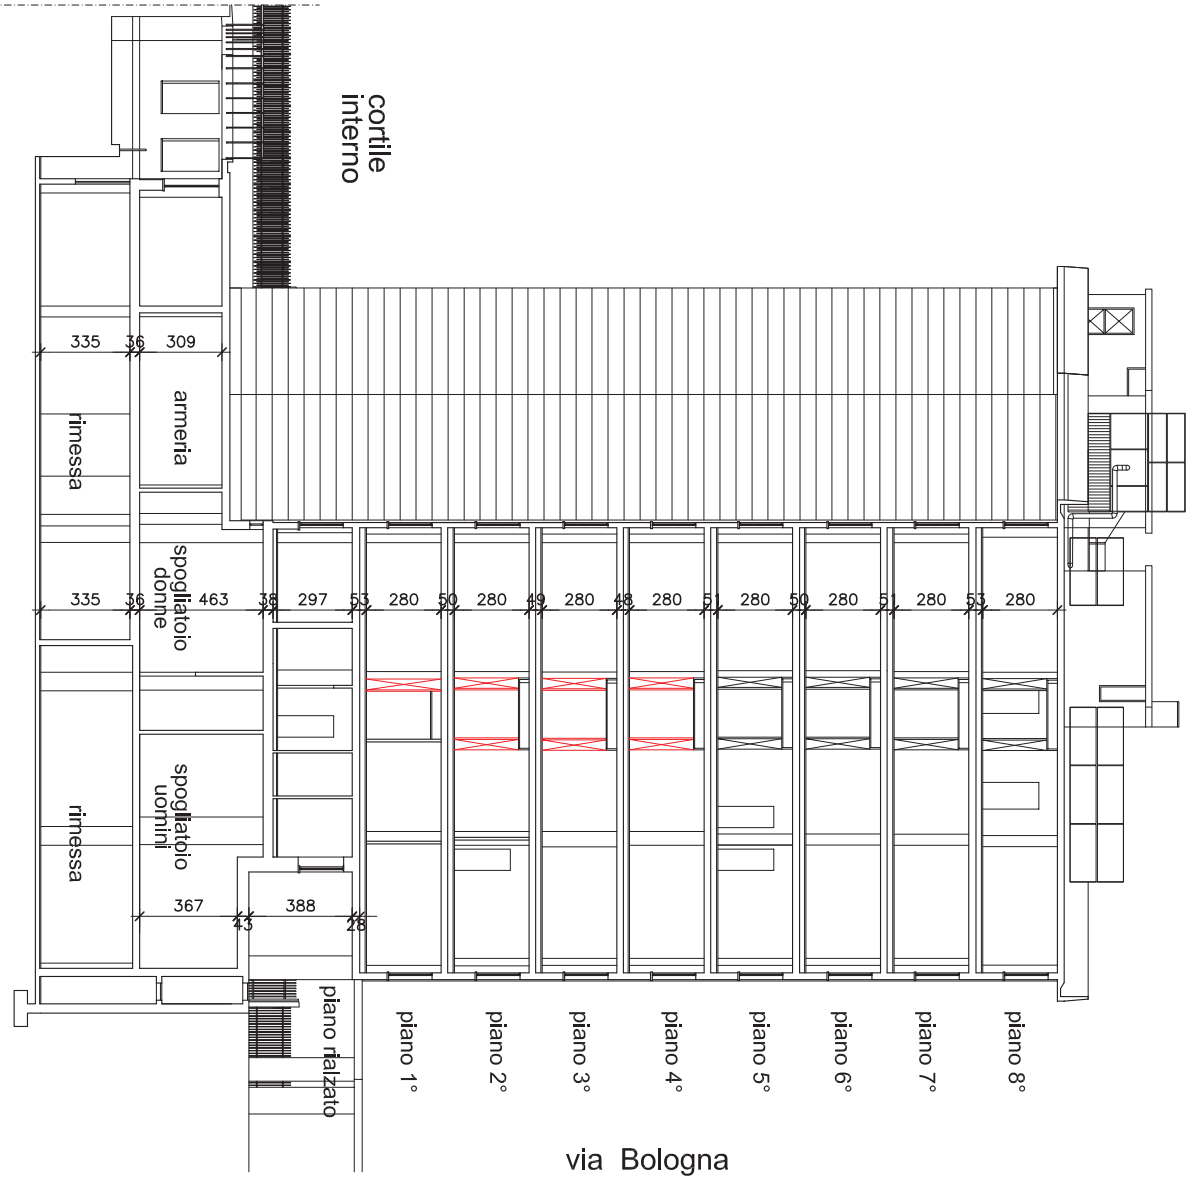 cortile
interno
335 36 309
armeria
rimessa
335 36 463 38 297 53 280 50 280 49 280 48 280 51 280 50 280 51 280 53 280
spogliatoio
donne
spogliatoio
uomini
rimessa
367 43 388 28
piano rialzato
piano 1°
piano 2°
piano 3°
piano 4°
piano 5°
piano 6°
piano 7°
piano 8°
via Bologna